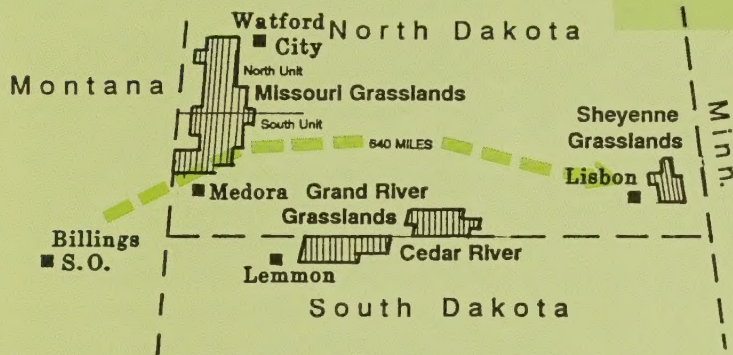 Watford
City
North Dakota
Montana
North Unit
Missouri Grasslands
South Unit
Sheyenne
Grasslands
Minn.
640 MILES
Lisbon
Medora
Grand River
Grasslands
Billings
S.O.
Cedar River
Lemmon
South Dakota